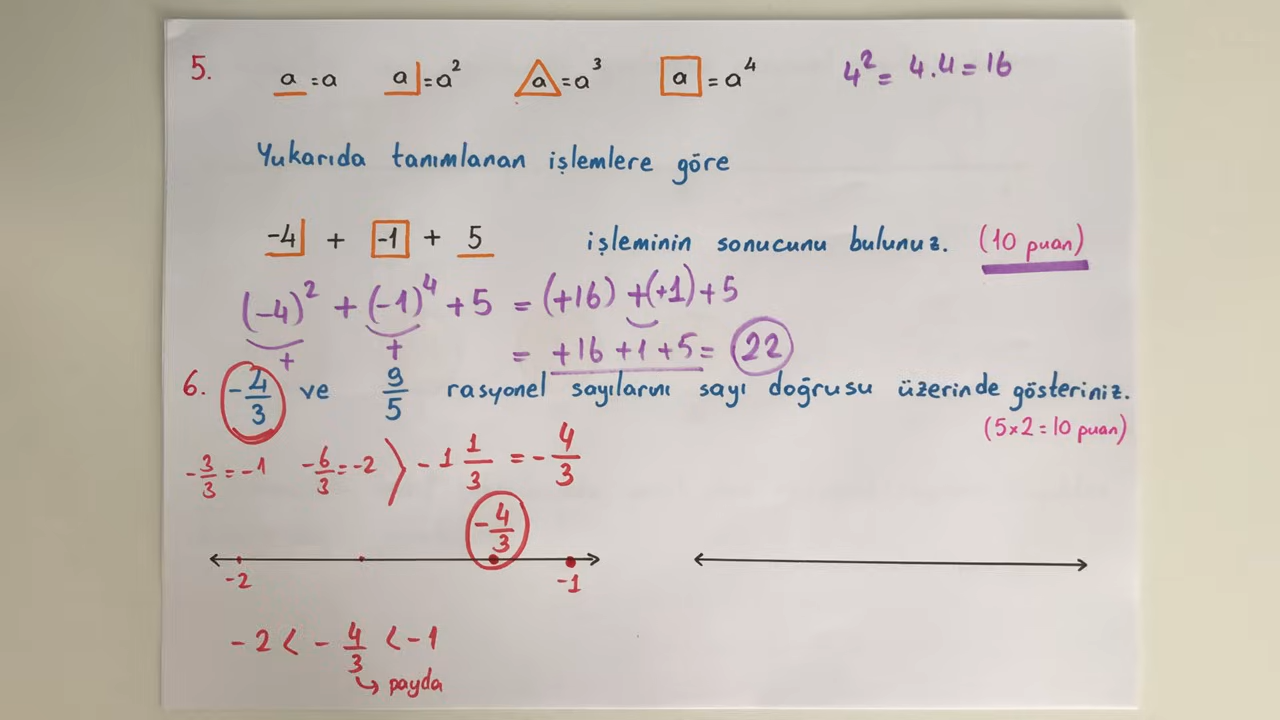 5. a = a a = a² a = a³ a = a⁴ 4² = 4.4 = 16
Yukarıda tanımlanan işlemlere göre
-4 + -1 + 5 işleminin sonucunu bulunuz. (10 puan)
(-4)² + (-1)⁴ + 5 = (+16) + (+1) + 5
+ + = +16 + 1 + 5 = 22
6. -4/3 ve 9/5 rasyonel sayılarını sayı doğrusu üzerinde gösteriniz.
(5x2=10 puan)
-3/3 = -1 -6/3 = -2 > -1 1/3 = -4/3
-4/3
-2 -1
-2 < -4/3 < -1
payda